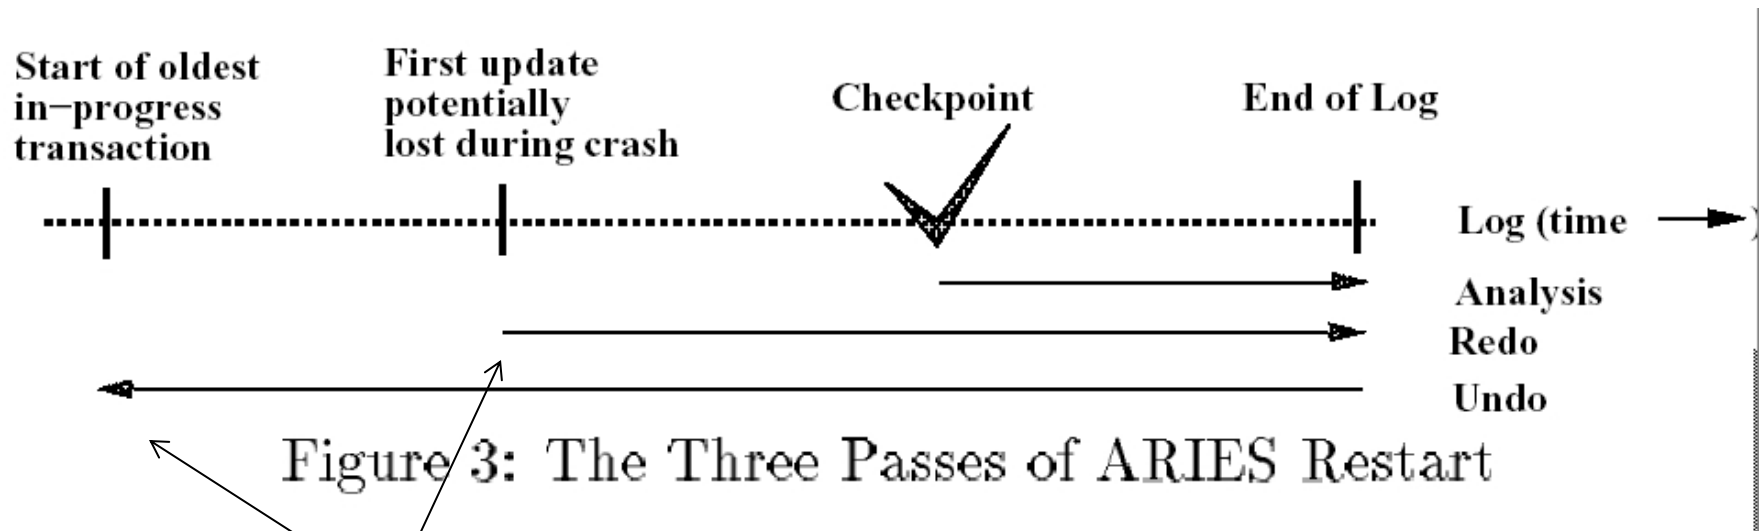 Start of oldest
in-progress
transaction
First update
potentially
lost during crash
Checkpoint
End of Log
Log (time )
Analysis
Redo
Undo
Figure 3: The Three Passes of ARIES Restart